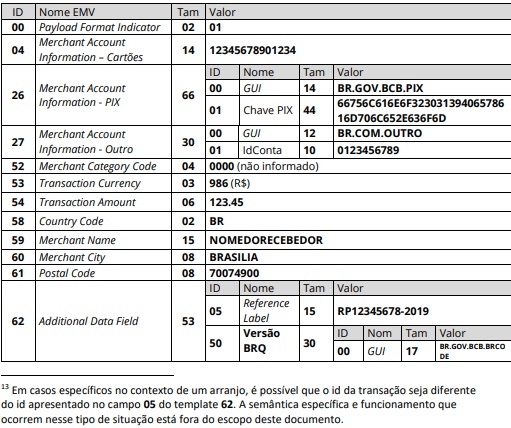 ID Nome EMV Tam Valor
00 Payload Format Indicator 02 01
04 Merchant Account Information – Cartões 14 12345678901234
26 Merchant Account Information - PIX 66
ID Nome Tam Valor
00 GUI 14 BR.GOV.BCB.PIX
01 Chave PIX 44 66756C616E6F323031394065786
16D706C652E636F6D
27 Merchant Account Information - Outro 30
00 GUI 12 BR.COM.OUTRO
01 IdConta 10 0123456789
52 Merchant Category Code 04 0000 (não informado)
53 Transaction Currency 03 986 (R$)
54 Transaction Amount 06 123.45
58 Country Code 02 BR
59 Merchant Name 15 NOMEDORECEBEDOR
60 Merchant City 08 BRASILIA
61 Postal Code 08 70074900
62 Additional Data Field 53
ID Nome Tam Valor
05 Reference Label 15 RP12345678-2019
50 Versão BRQ 30
ID Nom Tam Valor
00 GUI 17 BR.GOV.BCB.BRCO
DE
13 Em casos específicos no contexto de um arranjo, é possível que o id da transação seja diferente
do id apresentado no campo 05 do template 62. A semântica específica e funcionamento que
ocorrem nesse tipo de situação está fora do escopo deste documento.